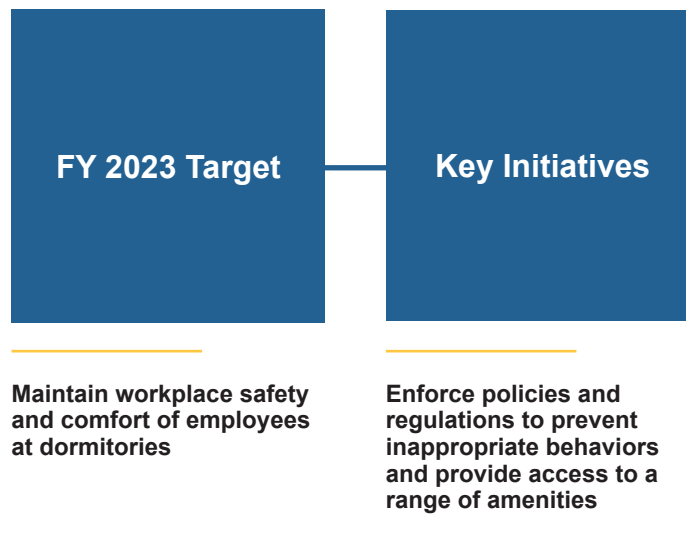 FY 2023 Target
Key Initiatives
Maintain workplace safety
and comfort of employees
at dormitories
Enforce policies and
regulations to prevent
inappropriate behaviors
and provide access to a
range of amenities